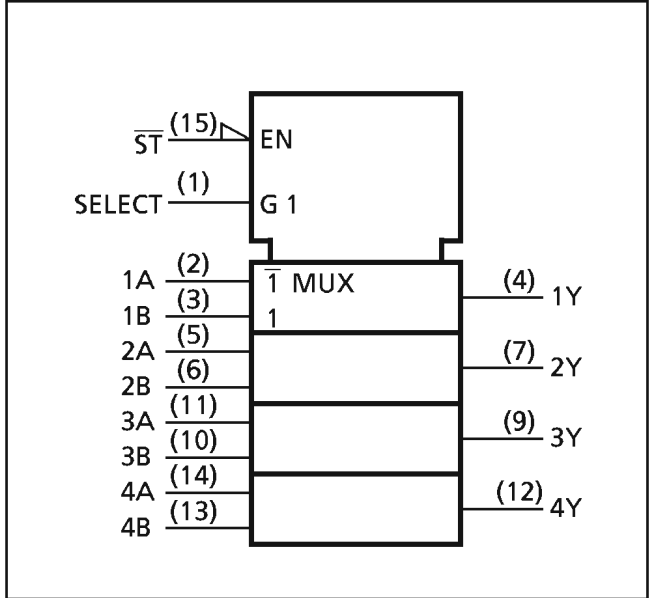 S̅T̅ (15) EN
SELECT (1) G 1
1A (2) 1̅ MUX (4) 1Y
1B (3) 1
2A (5) (7) 2Y
2B (6)
3A (11) (9) 3Y
3B (10)
4A (14) (12) 4Y
4B (13)